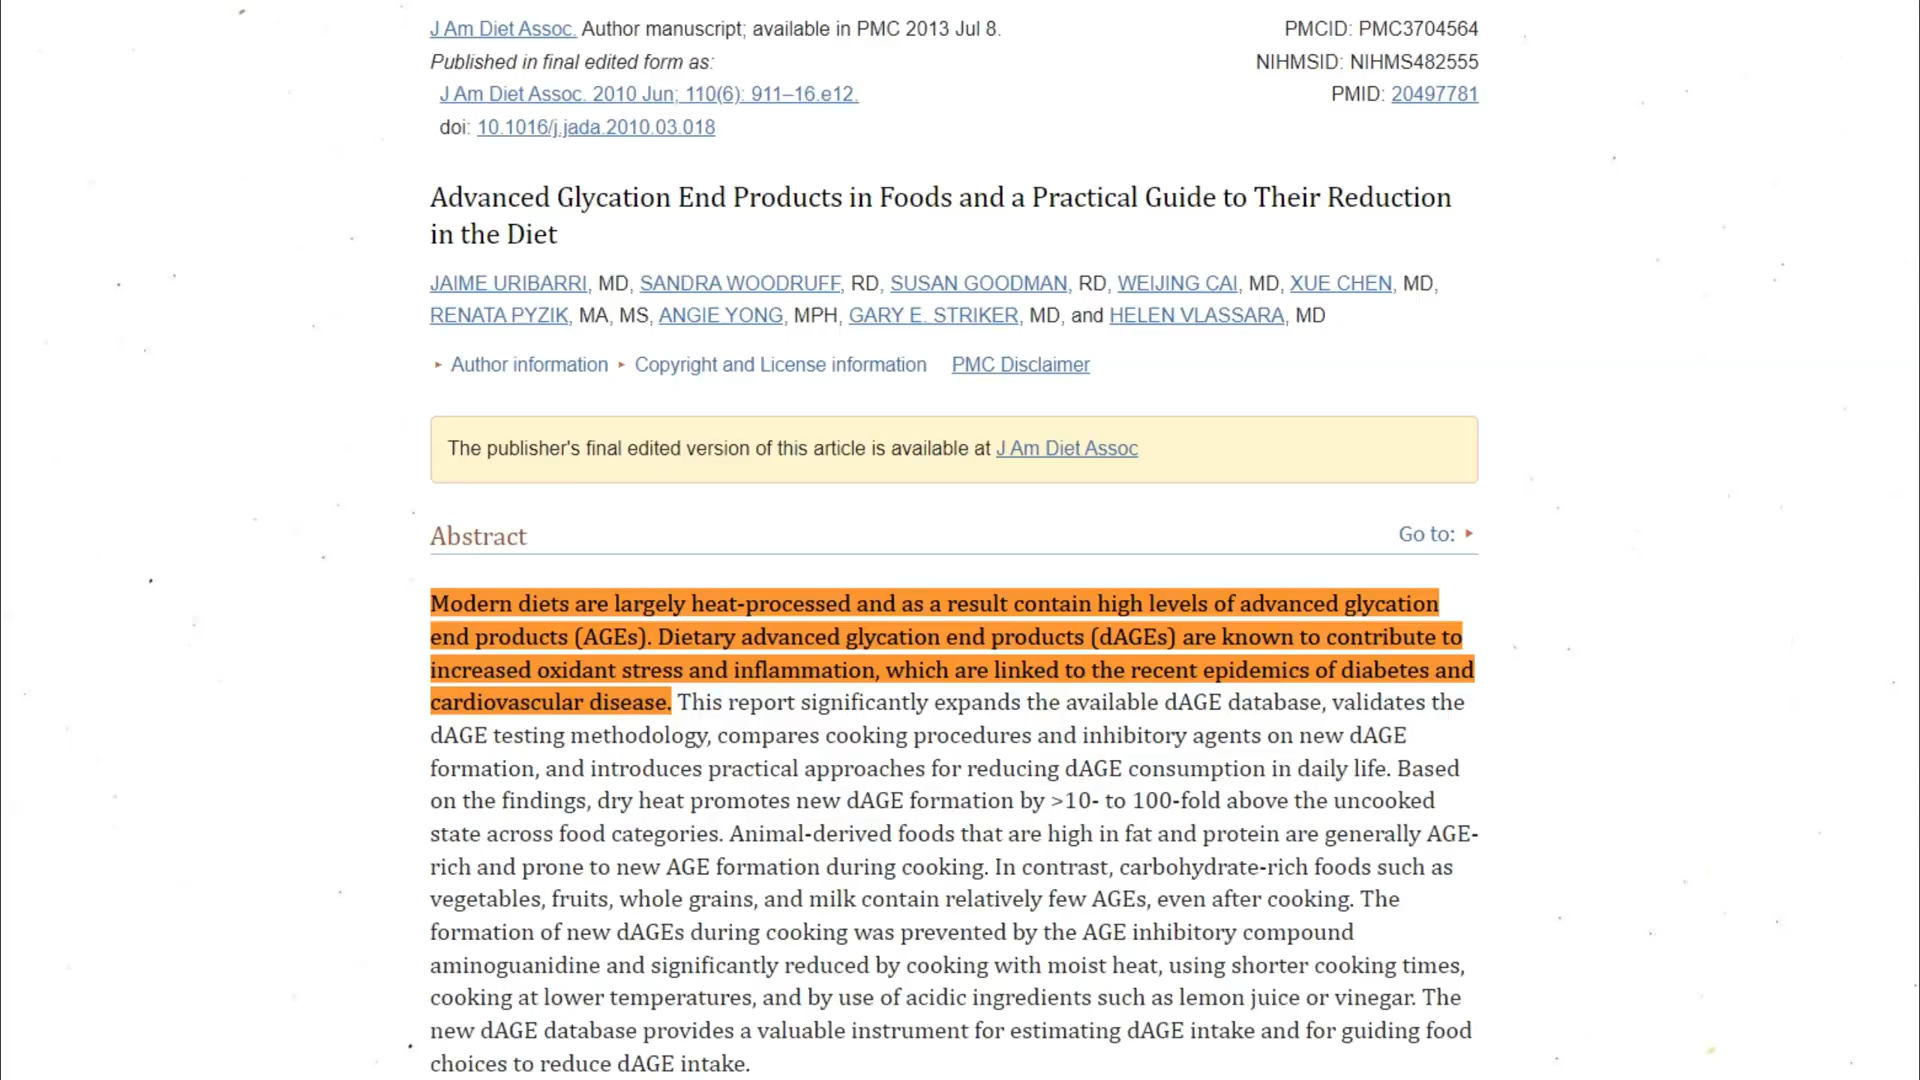 J Am Diet Assoc. Author manuscript; available in PMC 2013 Jul 8.
Published in final edited form as:
J Am Diet Assoc. 2010 Jun; 110(6): 911–16.e12.
doi: 10.1016/j.jada.2010.03.018
PMCID: PMC3704564
NIHMSID: NIHMS482555
PMID: 20497781
Advanced Glycation End Products in Foods and a Practical Guide to Their Reduction
in the Diet
JAIME URIBARRI, MD, SANDRA WOODRUFF, RD, SUSAN GOODMAN, RD, WEIJING CAI, MD, XUE CHEN, MD,
RENATA PYZIK, MA, MS, ANGIE YONG, MPH, GARY E. STRIKER, MD, and HELEN VLASSARA, MD
▸ Author information ▸ Copyright and License information PMC Disclaimer
The publisher's final edited version of this article is available at J Am Diet Assoc
Abstract
Go to: ▸
Modern diets are largely heat-processed and as a result contain high levels of advanced glycation
end products (AGEs). Dietary advanced glycation end products (dAGEs) are known to contribute to
increased oxidant stress and inflammation, which are linked to the recent epidemics of diabetes and
cardiovascular disease. This report significantly expands the available dAGE database, validates the
dAGE testing methodology, compares cooking procedures and inhibitory agents on new dAGE
formation, and introduces practical approaches for reducing dAGE consumption in daily life. Based
on the findings, dry heat promotes new dAGE formation by >10- to 100-fold above the uncooked
state across food categories. Animal-derived foods that are high in fat and protein are generally AGE-
rich and prone to new AGE formation during cooking. In contrast, carbohydrate-rich foods such as
vegetables, fruits, whole grains, and milk contain relatively few AGEs, even after cooking. The
formation of new dAGEs during cooking was prevented by the AGE inhibitory compound
aminoguanidine and significantly reduced by cooking with moist heat, using shorter cooking times,
cooking at lower temperatures, and by use of acidic ingredients such as lemon juice or vinegar. The
new dAGE database provides a valuable instrument for estimating dAGE intake and for guiding food
choices to reduce dAGE intake.